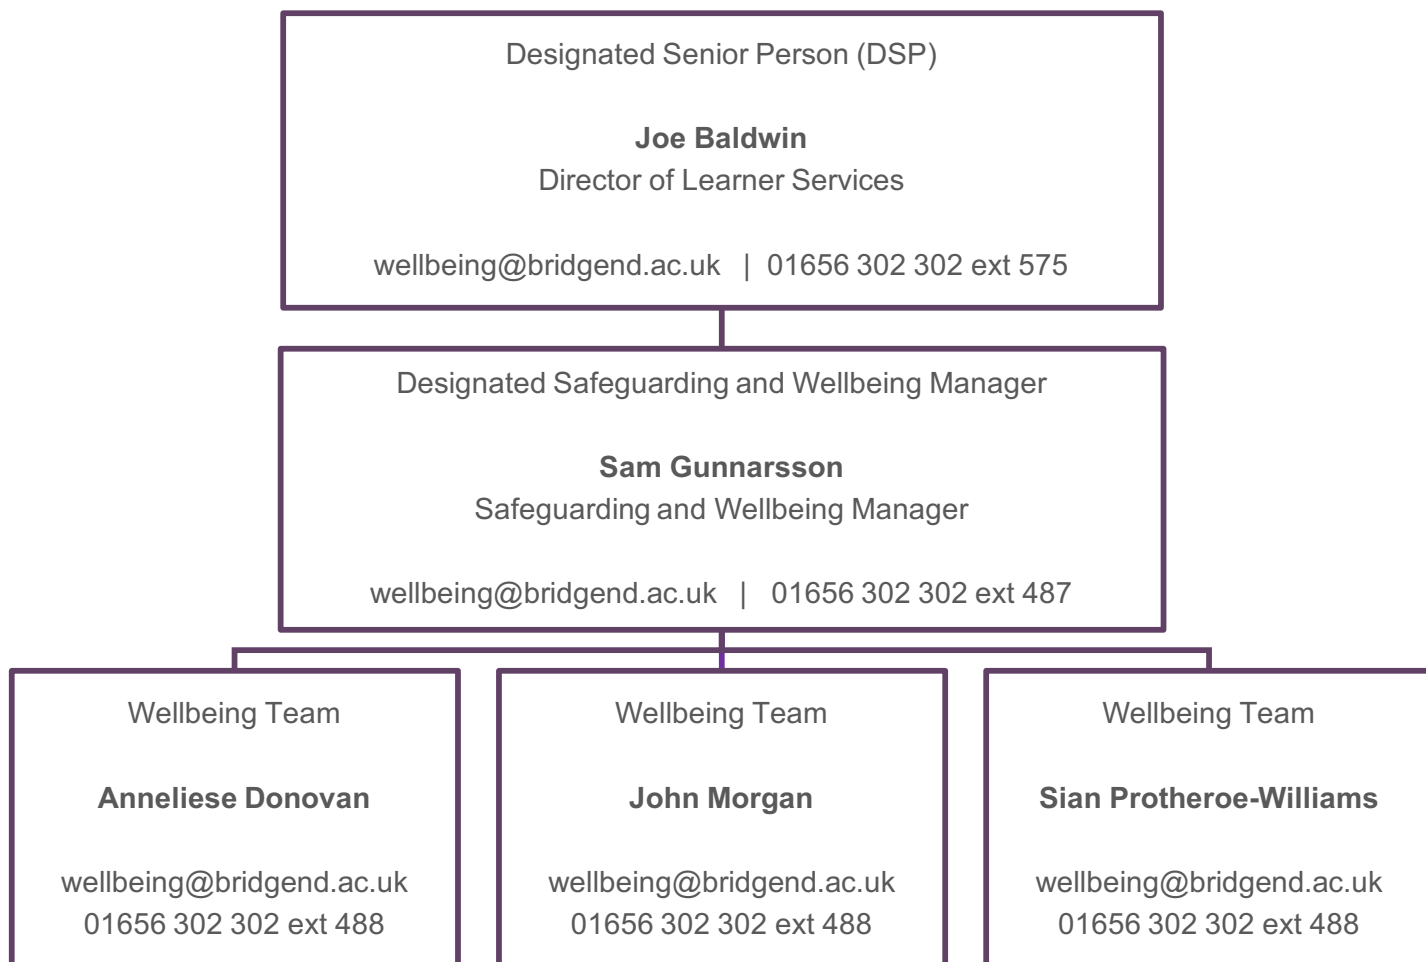 Designated Senior Person (DSP)
Joe Baldwin
Director of Learner Services
wellbeing@bridgend.ac.uk | 01656 302 302 ext 575
Designated Safeguarding and Wellbeing Manager
Sam Gunnarsson
Safeguarding and Wellbeing Manager
wellbeing@bridgend.ac.uk | 01656 302 302 ext 487
Wellbeing Team
Anneliese Donovan
wellbeing@bridgend.ac.uk
01656 302 302 ext 488
Wellbeing Team
John Morgan
wellbeing@bridgend.ac.uk
01656 302 302 ext 488
Wellbeing Team
Sian Protheroe-Williams
wellbeing@bridgend.ac.uk
01656 302 302 ext 488